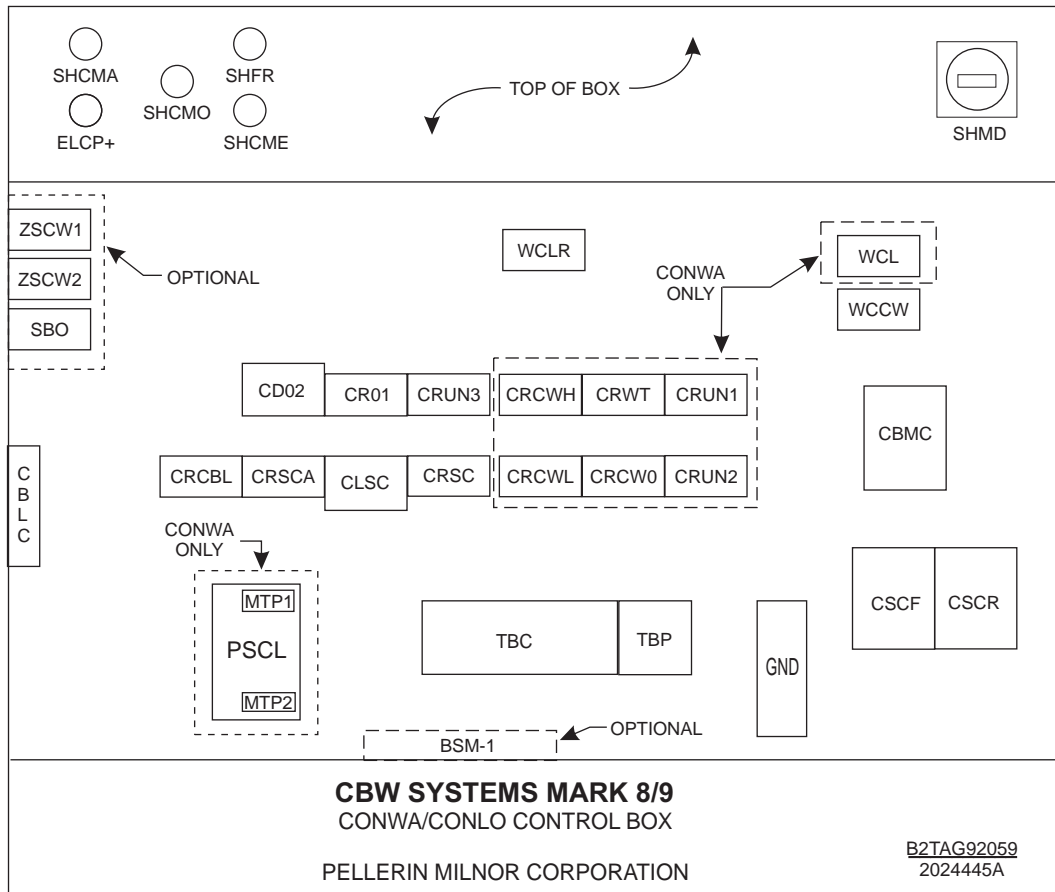 SHCMA
SHFR
SHCMO
ELCP+
SHCME
TOP OF BOX
SHMD
ZSCW1
ZSCW2
SBO
OPTIONAL
WCLR
CONWA
ONLY
WCL
WCCW
CD02 CR01 CRUN3 CRCWH CRWT CRUN1
CBMC
CRCBL CRSCA CLSC CRSC CRCWL CRCW0 CRUN2
C
B
L
C
CONWA
ONLY
MTP1
PSCL
MTP2
TBC TBP
GND
CSCF CSCR
BSM-1
OPTIONAL
CBW SYSTEMS MARK 8/9
CONWA/CONLO CONTROL BOX
PELLERIN MILNOR CORPORATION
B2TAG92059
2024445A